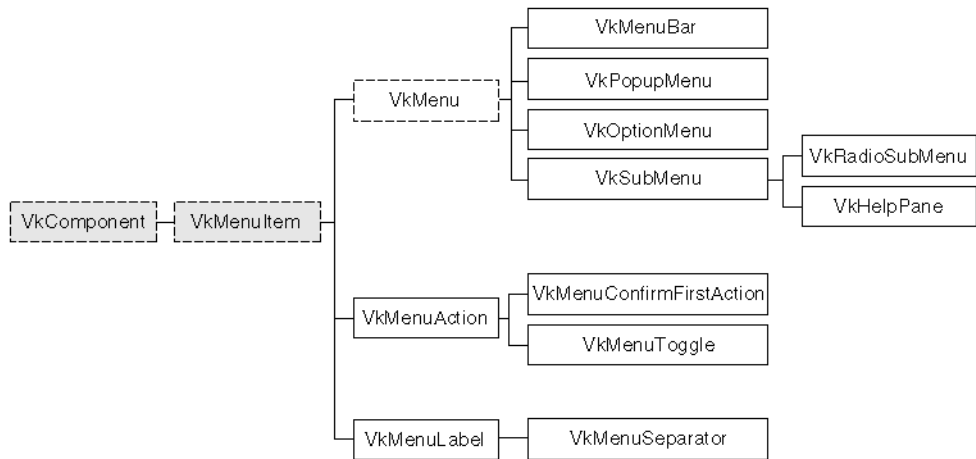 VkMenuBar
VkMenu
VkPopupMenu
VkOptionMenu
VkRadioSubMenu
VkSubMenu
VkHelpPane
VkComponent
VkMenuItem
VkMenuConfirmFirstAction
VkMenuAction
VkMenuToggle
VkMenuLabel
VkMenuSeparator